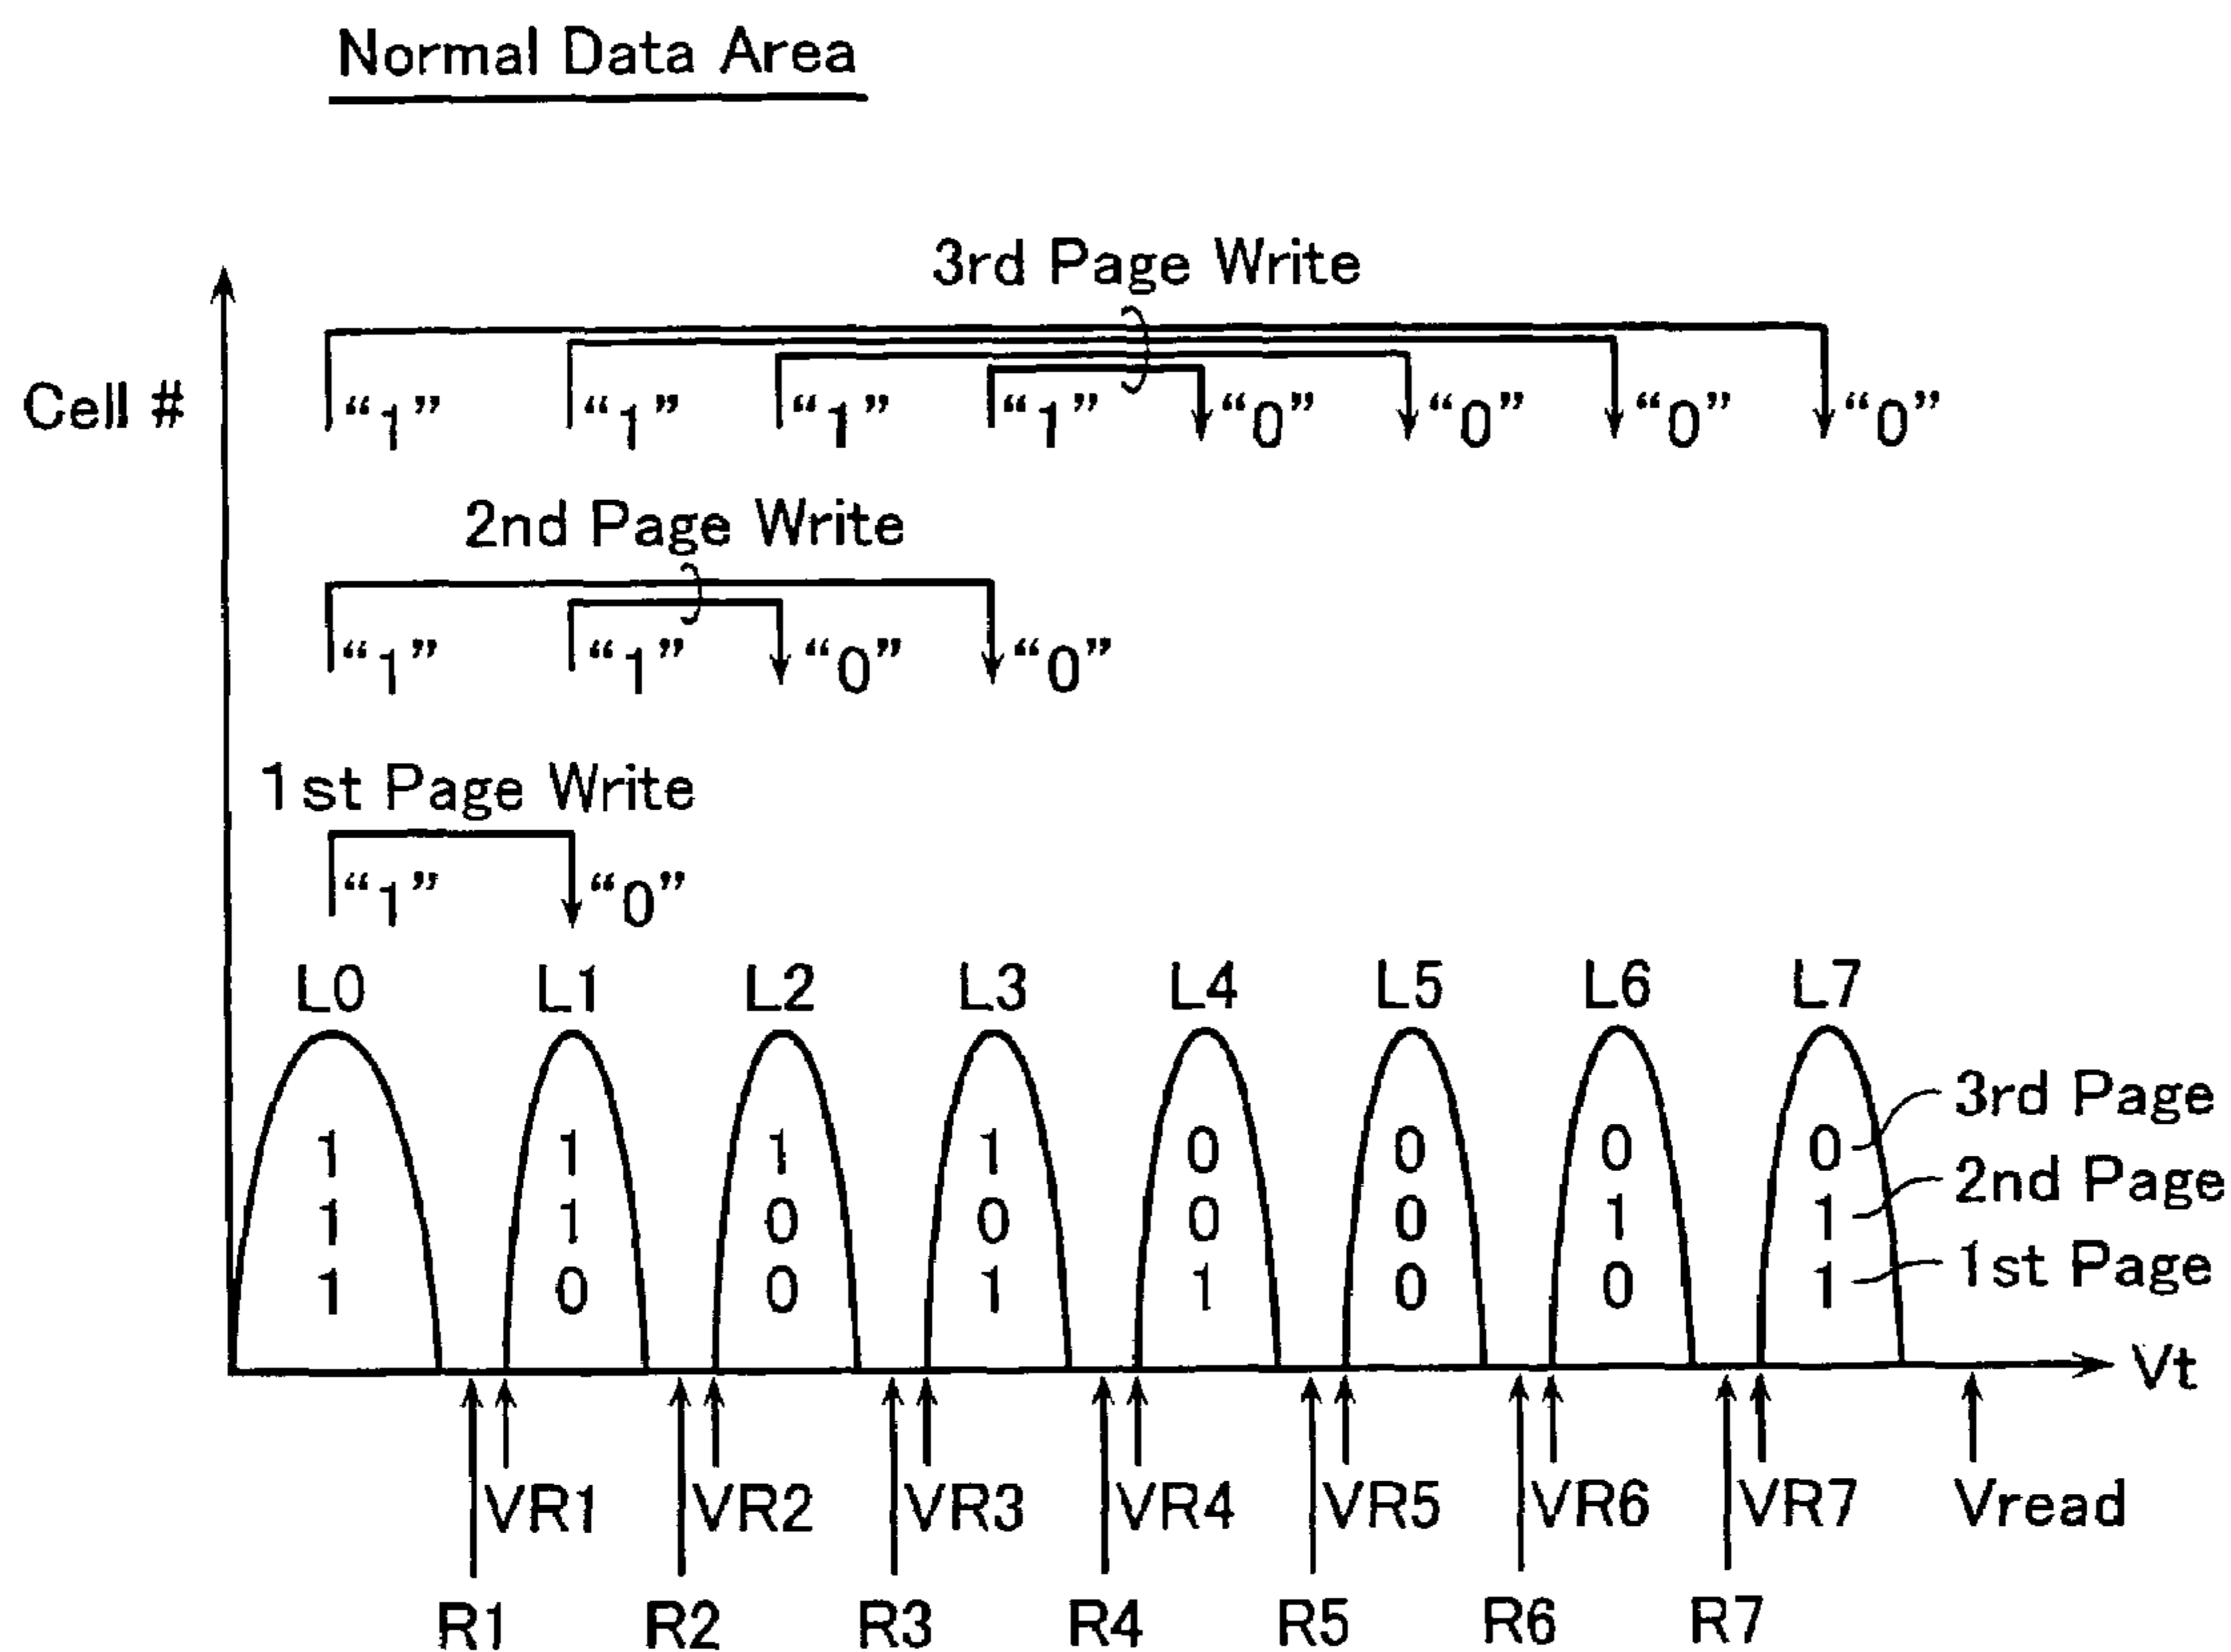 Normal Data Area
3rd Page Write
Cell # “1” “1” “1” “1” “0” “0” “0” “0”
2nd Page Write
“1” “1” “0” “0”
1st Page Write
“1” “0”
L0 L1 L2 L3 L4 L5 L6 L7
1 1 1 1 0 0 0 0 3rd Page
1 1 0 0 0 0 1 1 2nd Page
1 0 0 1 1 0 0 1 1st Page
Vt
VR1 VR2 VR3 VR4 VR5 VR6 VR7 Vread
R1 R2 R3 R4 R5 R6 R7